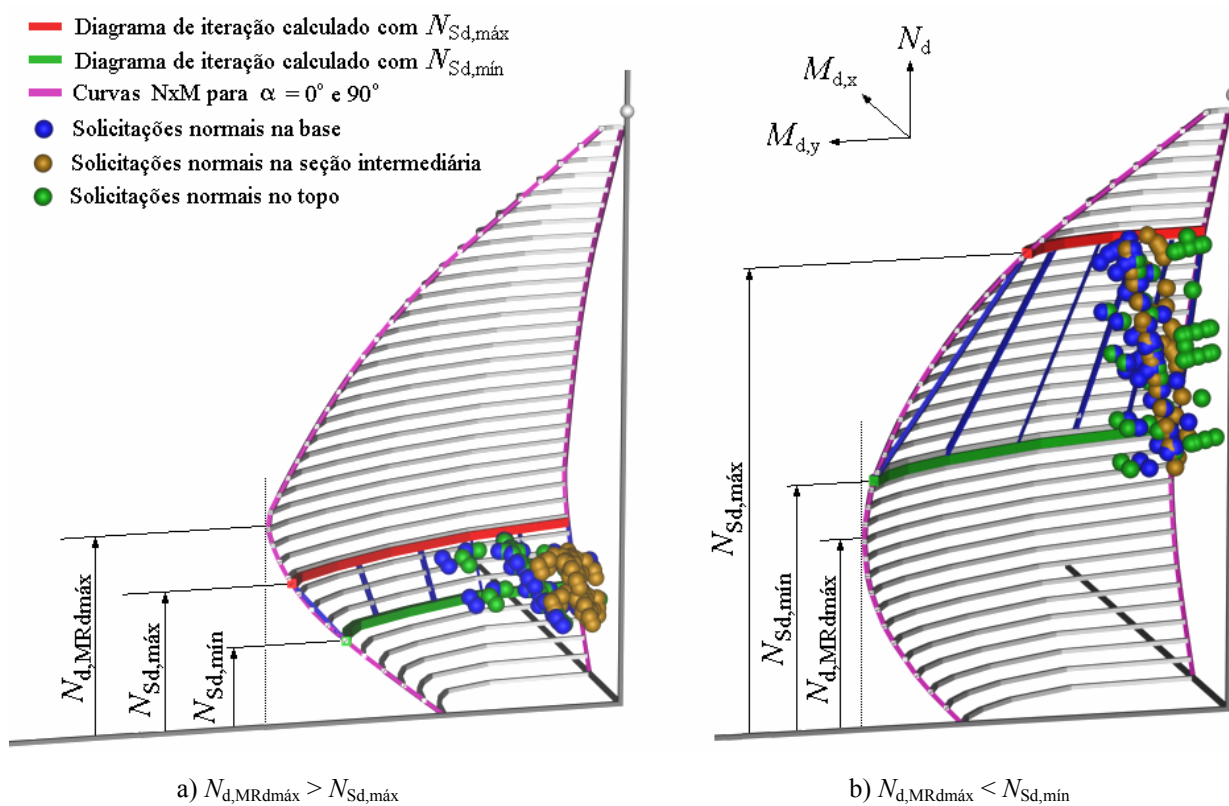 Diagrama de iteração calculado com N_Sd,máx
Diagrama de iteração calculado com N_Sd,mín
Curvas NxM para α = 0° e 90°
Solicitações normais na base
Solicitações normais na seção intermediária
Solicitações normais no topo
N_d
M_d,x
M_d,y
N_d,MRdmáx
N_Sd,máx
N_Sd,mín
N_Sd,máx
N_Sd,mín
N_d,MRdmáx
a) N_d,MRdmáx > N_Sd,máx
b) N_d,MRdmáx < N_Sd,mín